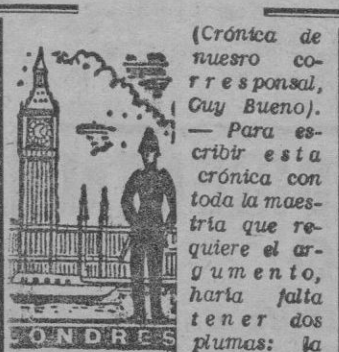 (Crónica de
nuesro co-
rresponsal,
Guy Bueno).
— Para es-
cribir esta
crónica con
toda la maes-
tría que re-
quiere el ar-
gumento,
haría falta
tener dos
plumas: la
LONDRES